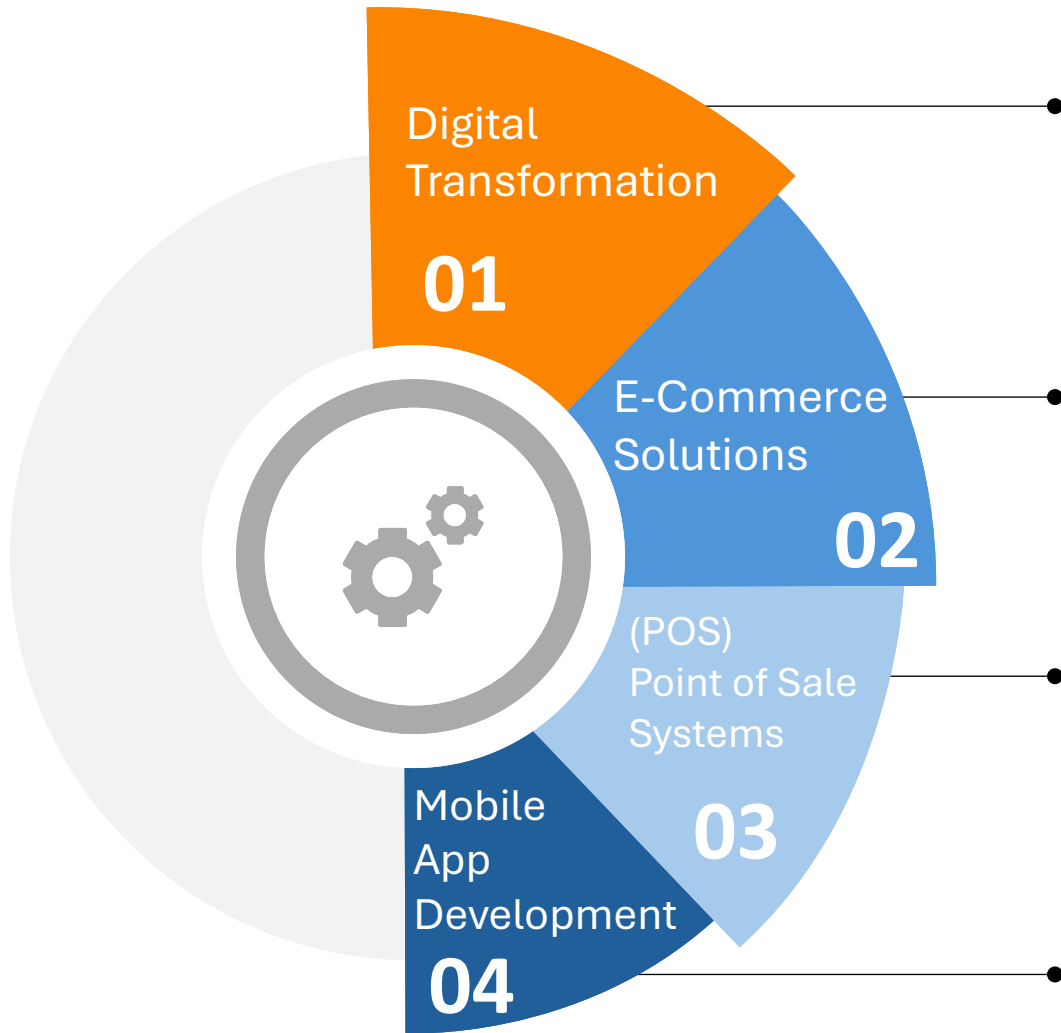 Digital
Transformation
01
E-Commerce
Solutions
02
(POS)
Point of Sale
Systems
03
Mobile
App
Development
04